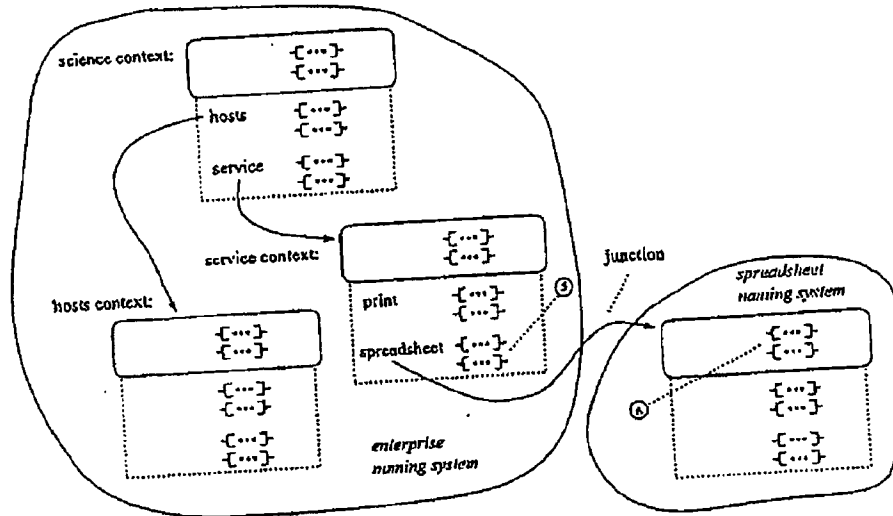 science context:
-[•••]-
-[•••]-
hosts
-[•••]-
-[•••]-
service
-[•••]-
-[•••]-
service context:
-[•••]-
-[•••]-
print
-[•••]-
-[•••]-
spreadsheet
-[•••]-
-[•••]-
hosts context:
-[•••]-
-[•••]-
-[•••]-
-[•••]-
-[•••]-
-[•••]-
enterprise
naming system
junction
spreadsheet
naming system
-[•••]-
-[•••]-
-[•••]-
-[•••]-
-[•••]-
-[•••]-